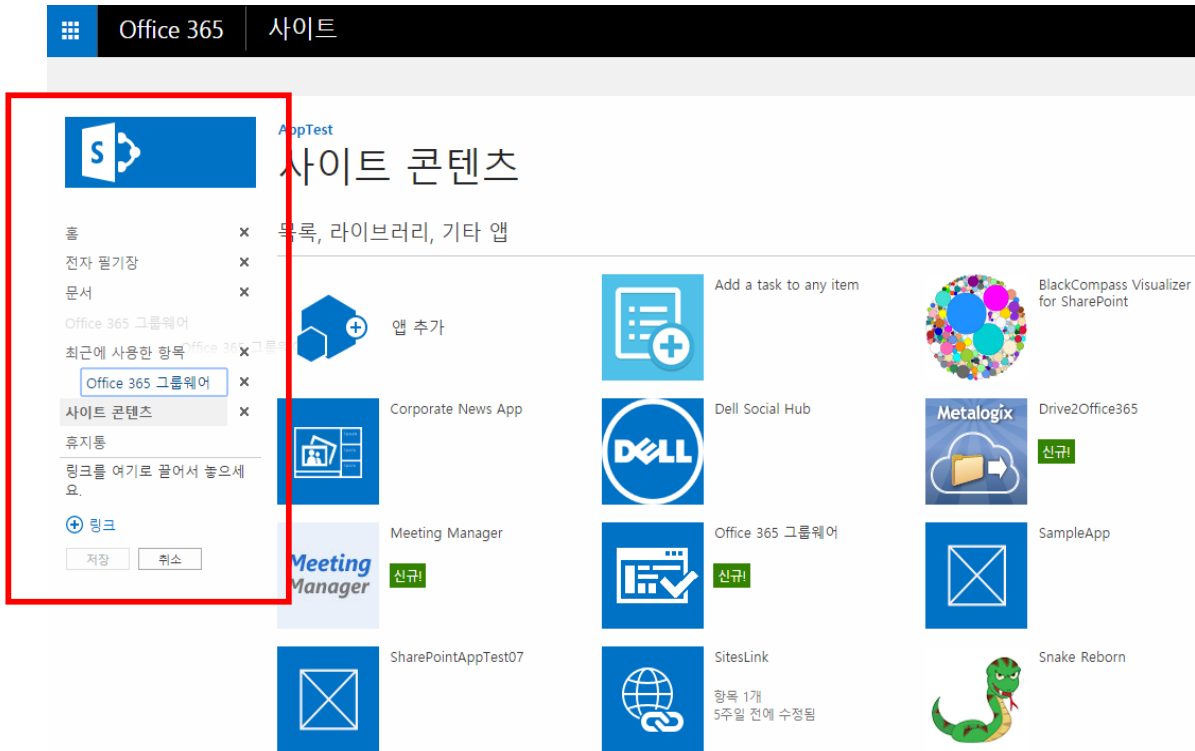 Office 365
사이트
S
AppTest
사이트 콘텐츠
홈
전자 필기장
문서
Office 365 그룹웨어
최근에 사용한 항목
Office 365 그룹웨어
Office 365 그룹웨어
사이트 콘텐츠
휴지통
링크를 여기로 끌어서 놓으세
요.
링크
저장
취소
목록, 라이브러리, 기타 앱
앱 추가
Add a task to any item
BlackCompass Visualizer
for SharePoint
Corporate News App
DELL
Dell Social Hub
Metalogix
Drive2Office365
신규!
Meeting
Manager
Meeting Manager
신규!
Office 365 그룹웨어
신규!
SampleApp
SharePointAppTest07
SitesLink
항목 1개
5주일 전에 수정됨
Snake Reborn